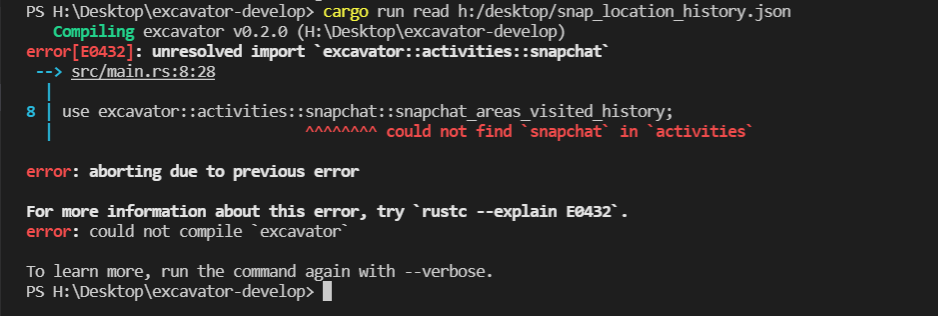 PS H:\Desktop\excavator-develop> cargo run read h:/desktop/snap_location_history.json
   Compiling excavator v0.2.0 (H:\Desktop\excavator-develop)
error[E0432]: unresolved import `excavator::activities::snapchat`
 --> src/main.rs:8:28
  |
8 | use excavator::activities::snapchat::snapchat_areas_visited_history;
  |                            ^^^^^^^^ could not find `snapchat` in `activities`
error: aborting due to previous error
For more information about this error, try `rustc --explain E0432`.
error: could not compile `excavator`
To learn more, run the command again with --verbose.
PS H:\Desktop\excavator-develop>